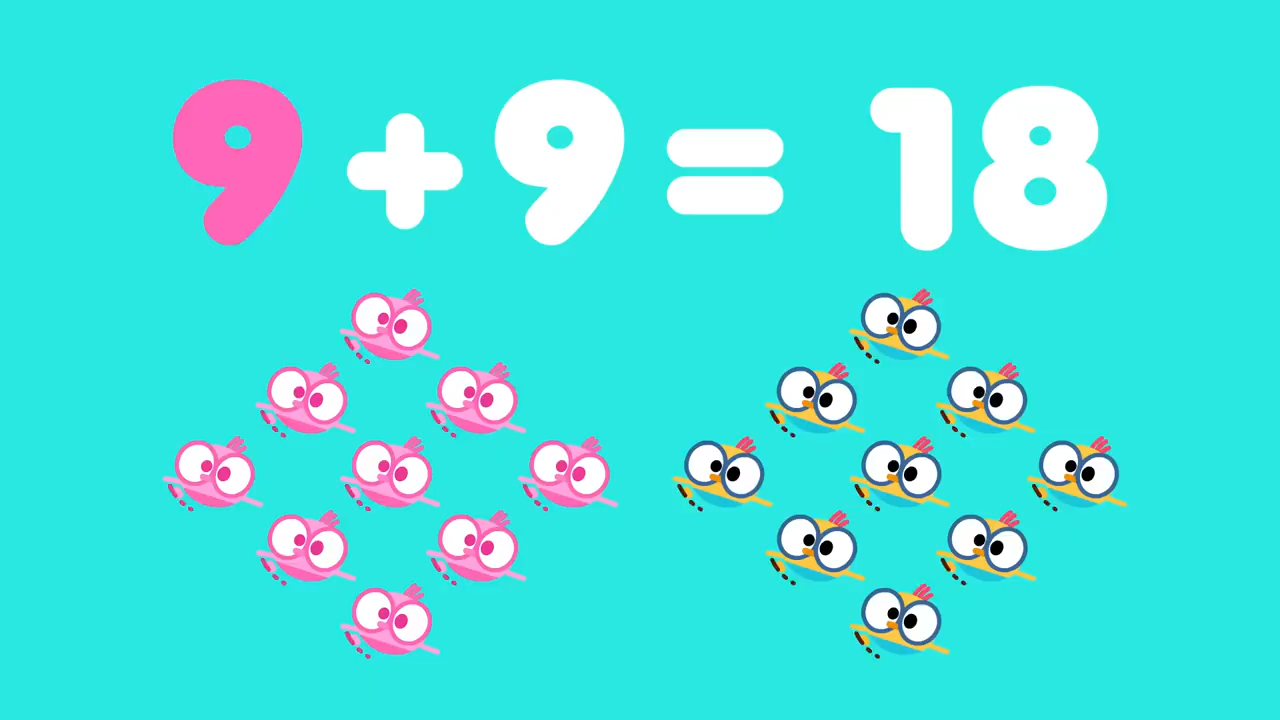 9 + 9 = 18